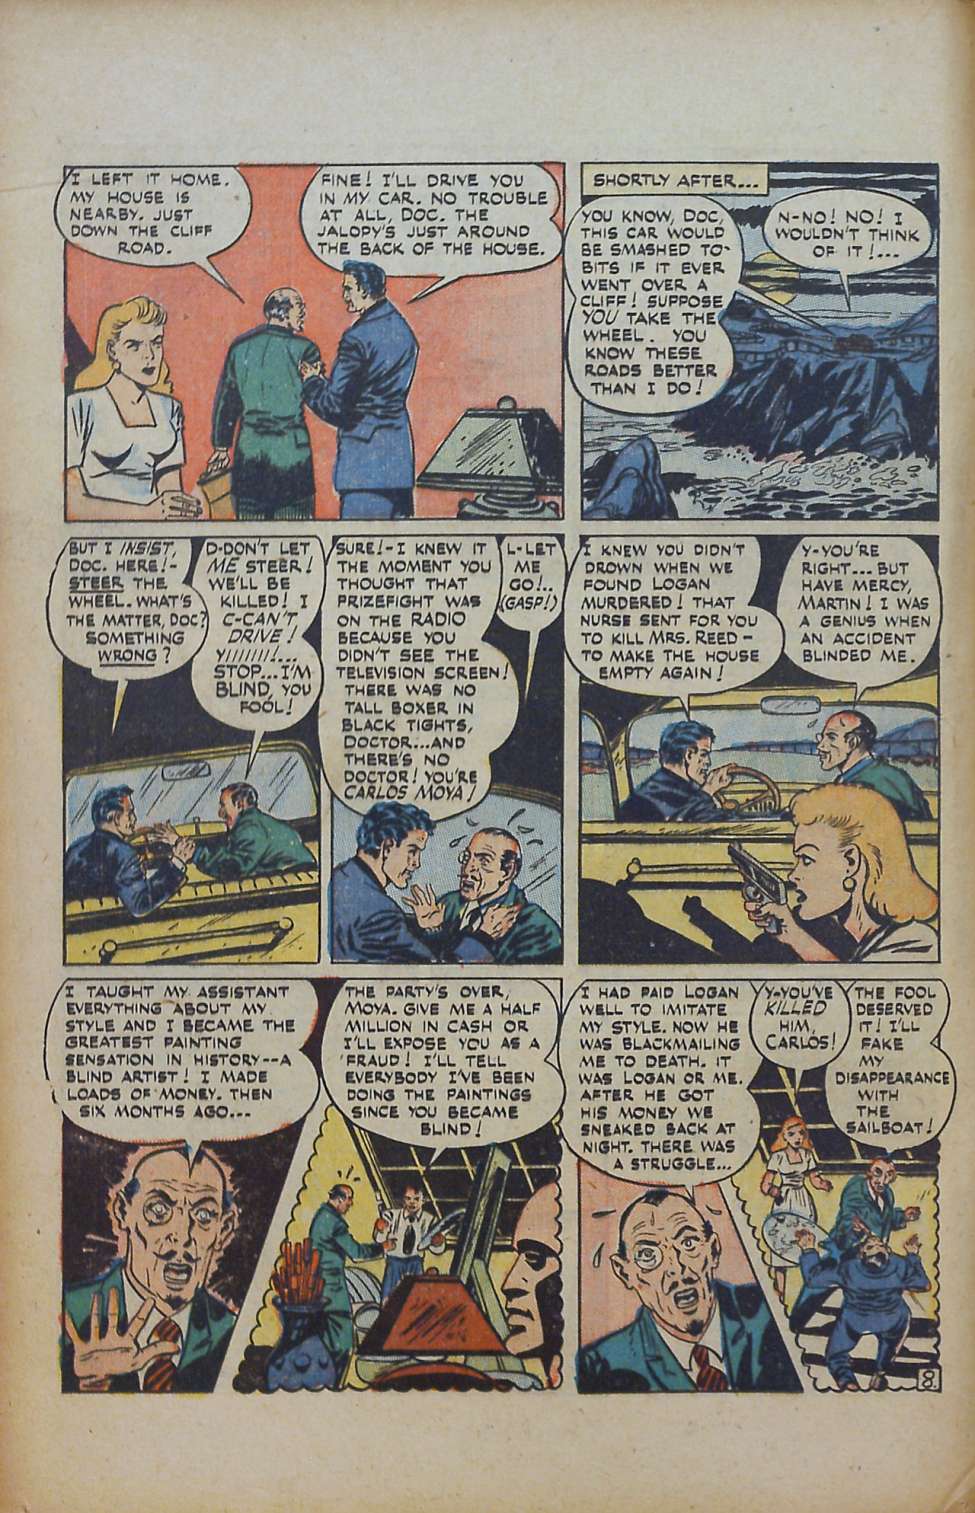 I LEFT IT HOME.
MY HOUSE IS
NEARBY. JUST
DOWN THE CLIFF
ROAD.
FINE! I'LL DRIVE YOU
IN MY CAR. NO TROUBLE
AT ALL, DOC. THE
JALOPY'S JUST AROUND
THE BACK OF THE HOUSE.
SHORTLY AFTER...
YOU KNOW, DOC,
THIS CAR WOULD
BE SMASHED TO
BITS IF IT EVER
WENT OVER A
CLIFF! SUPPOSE
YOU TAKE THE
WHEEL. YOU
KNOW THESE
ROADS BETTER
THAN I DO!
N-NO! NO! I
WOULDN'T THINK
OF IT!...
BUT I INSIST,
DOC. HERE!-
STEER THE
WHEEL. WHAT'S
THE MATTER, DOC?
SOMETHING
WRONG?
D-DON'T LET
ME STEER!
WE'LL BE
KILLED! I
C-CAN'T
DRIVE!
YIIIIIII!...
STOP...I'M
BLIND, YOU
FOOL!
SURE!-I KNEW IT
THE MOMENT YOU
THOUGHT THAT
PRIZEFIGHT WAS
ON THE RADIO
BECAUSE YOU
DIDN'T SEE THE
TELEVISION SCREEN!
THERE WAS NO
TALL BOXER IN
BLACK TIGHTS,
DOCTOR...AND
THERE'S NO
DOCTOR! YOU'RE
CARLOS MOYA!
L-LET
ME
GO!..
(GASP!)
I KNEW YOU DIDN'T
DROWN WHEN WE
FOUND LOGAN
MURDERED! THAT
NURSE SENT FOR YOU
TO KILL MRS. REED-
TO MAKE THE HOUSE
EMPTY AGAIN!
Y-YOU'RE
RIGHT... BUT
HAVE MERCY,
MARTIN! I WAS
A GENIUS WHEN
AN ACCIDENT
BLINDED ME.
I TAUGHT MY ASSISTANT
EVERYTHING ABOUT MY
STYLE AND I BECAME THE
GREATEST PAINTING
SENSATION IN HISTORY--A
BLIND ARTIST! I MADE
LOADS OF MONEY. THEN
SIX MONTHS AGO...
THE PARTY'S OVER,
MOYA. GIVE ME A HALF
MILLION IN CASH OR
I'LL EXPOSE YOU AS A
FRAUD! I'LL TELL
EVERYBODY I'VE BEEN
DOING THE PAINTINGS
SINCE YOU BECAME
BLIND!
I HAD PAID LOGAN
WELL TO IMITATE
MY STYLE. NOW HE
WAS BLACKMAILING
ME TO DEATH. IT
WAS LOGAN OR ME.
AFTER HE GOT
HIS MONEY WE
SNEAKED BACK AT
NIGHT. THERE WAS
A STRUGGLE...
Y-YOU'VE
KILLED
HIM,
CARLOS!
THE FOOL
DESERVED
IT! I'LL
FAKE
MY
DISAPPEARANCE
WITH
THE
SAILBOAT!
8.